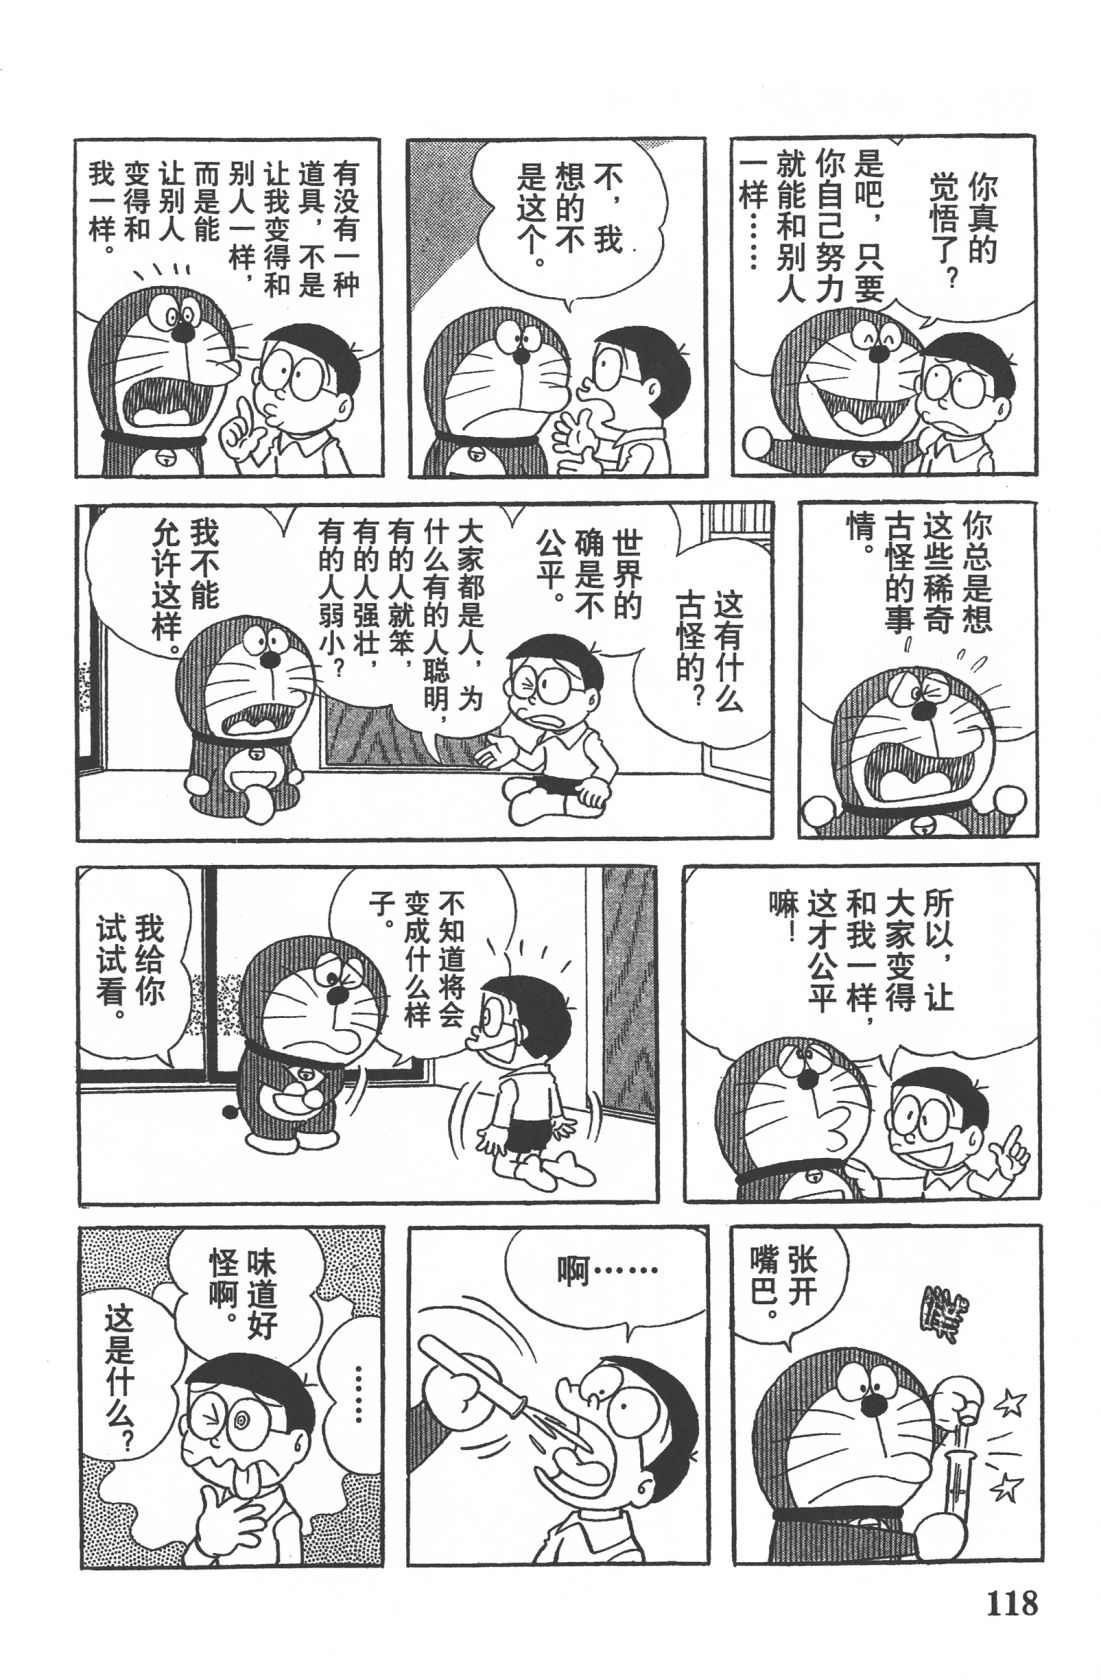 你真的
觉悟了？
是吧，只要
你自己努力
就能和别人
一样……
不，我
想的不
是这个。
有没有一种
道具，不是
让我变得和
别人一样，
而是能
让别人
变得和
我一样。
你总是想
这些稀奇
古怪的事
情。
这有什么
古怪的？
世界的
确是不
公平。
大家都是人，为
什么有的人聪明，
有的人就笨，
有的人强壮，
有的人弱小？
我不能
允许这样。
所以，让
大家变得
和我一样，
这才公平
嘛！
不知道将会
变成什么样
子。
我给你
试试看。
张开
嘴巴。
啊……
……
味道好
怪啊。
这是什么？
118